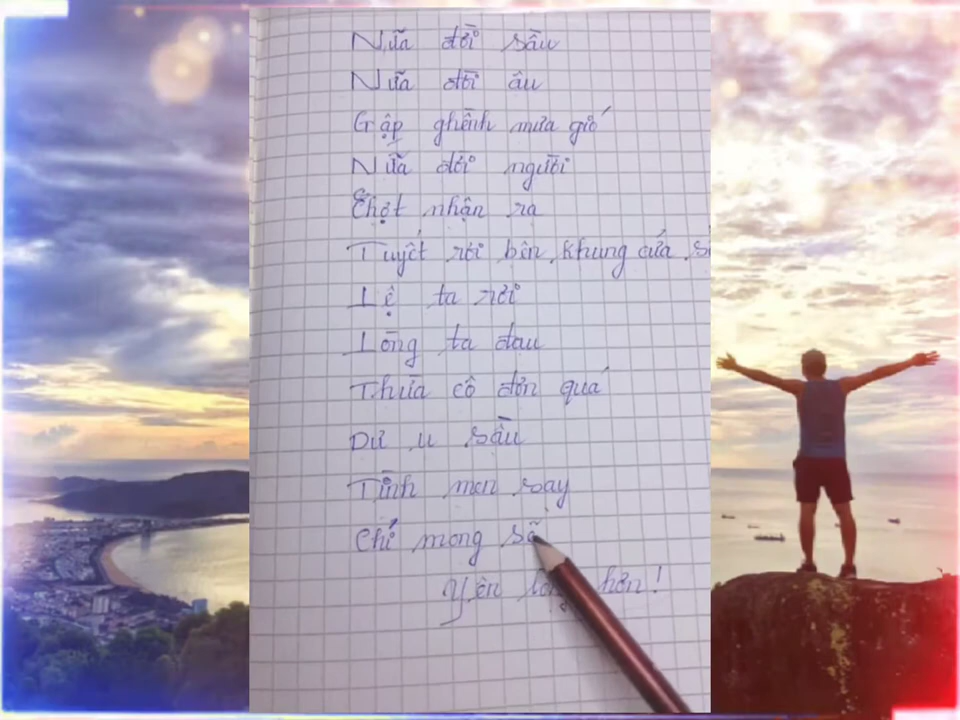 Nửa đời sầu
Nửa đời âu
Gập ghềnh mưa gió
Nửa đời người
Chợt nhận ra
Tuyết rơi bên khung cửa
Lệ ta rơi
Lòng ta đau
Thừa cô đơn quá
Dư u sầu
Tình men say
Chỉ mong sẽ
Yên lòng hơn!